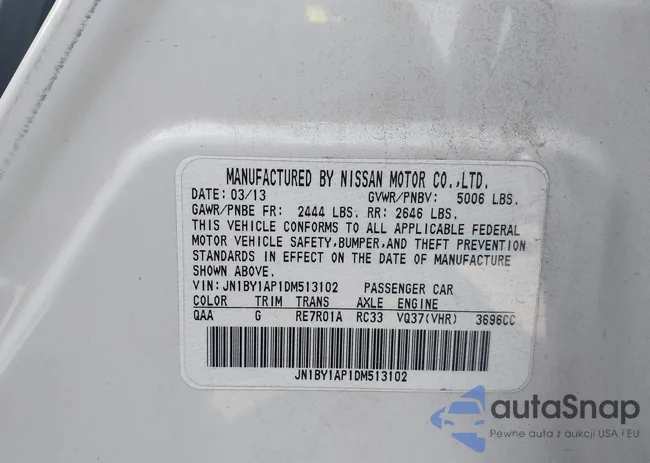 MANUFACTURED BY NISSAN MOTOR CO.,LTD.
DATE: 03/13 GVWR/PNBV: 5006 LBS.
GAWR/PNBE FR: 2444 LBS. RR: 2646 LBS.
THIS VEHICLE CONFORMS TO ALL APPLICABLE FEDERAL
MOTOR VEHICLE SAFETY,BUMPER,AND THEFT PREVENTION
STANDARDS IN EFFECT ON THE DATE OF MANUFACTURE
SHOWN ABOVE.
VIN:JN1BY1AP1DM513102 PASSENGER CAR
COLOR TRIM TRANS AXLE ENGINE
QAA G RE7R01A RC33 VQ37(VHR) 3696CC
JN1BY1AP1DM513102
autaSnap
Pewne auta z aukcji USA i EU